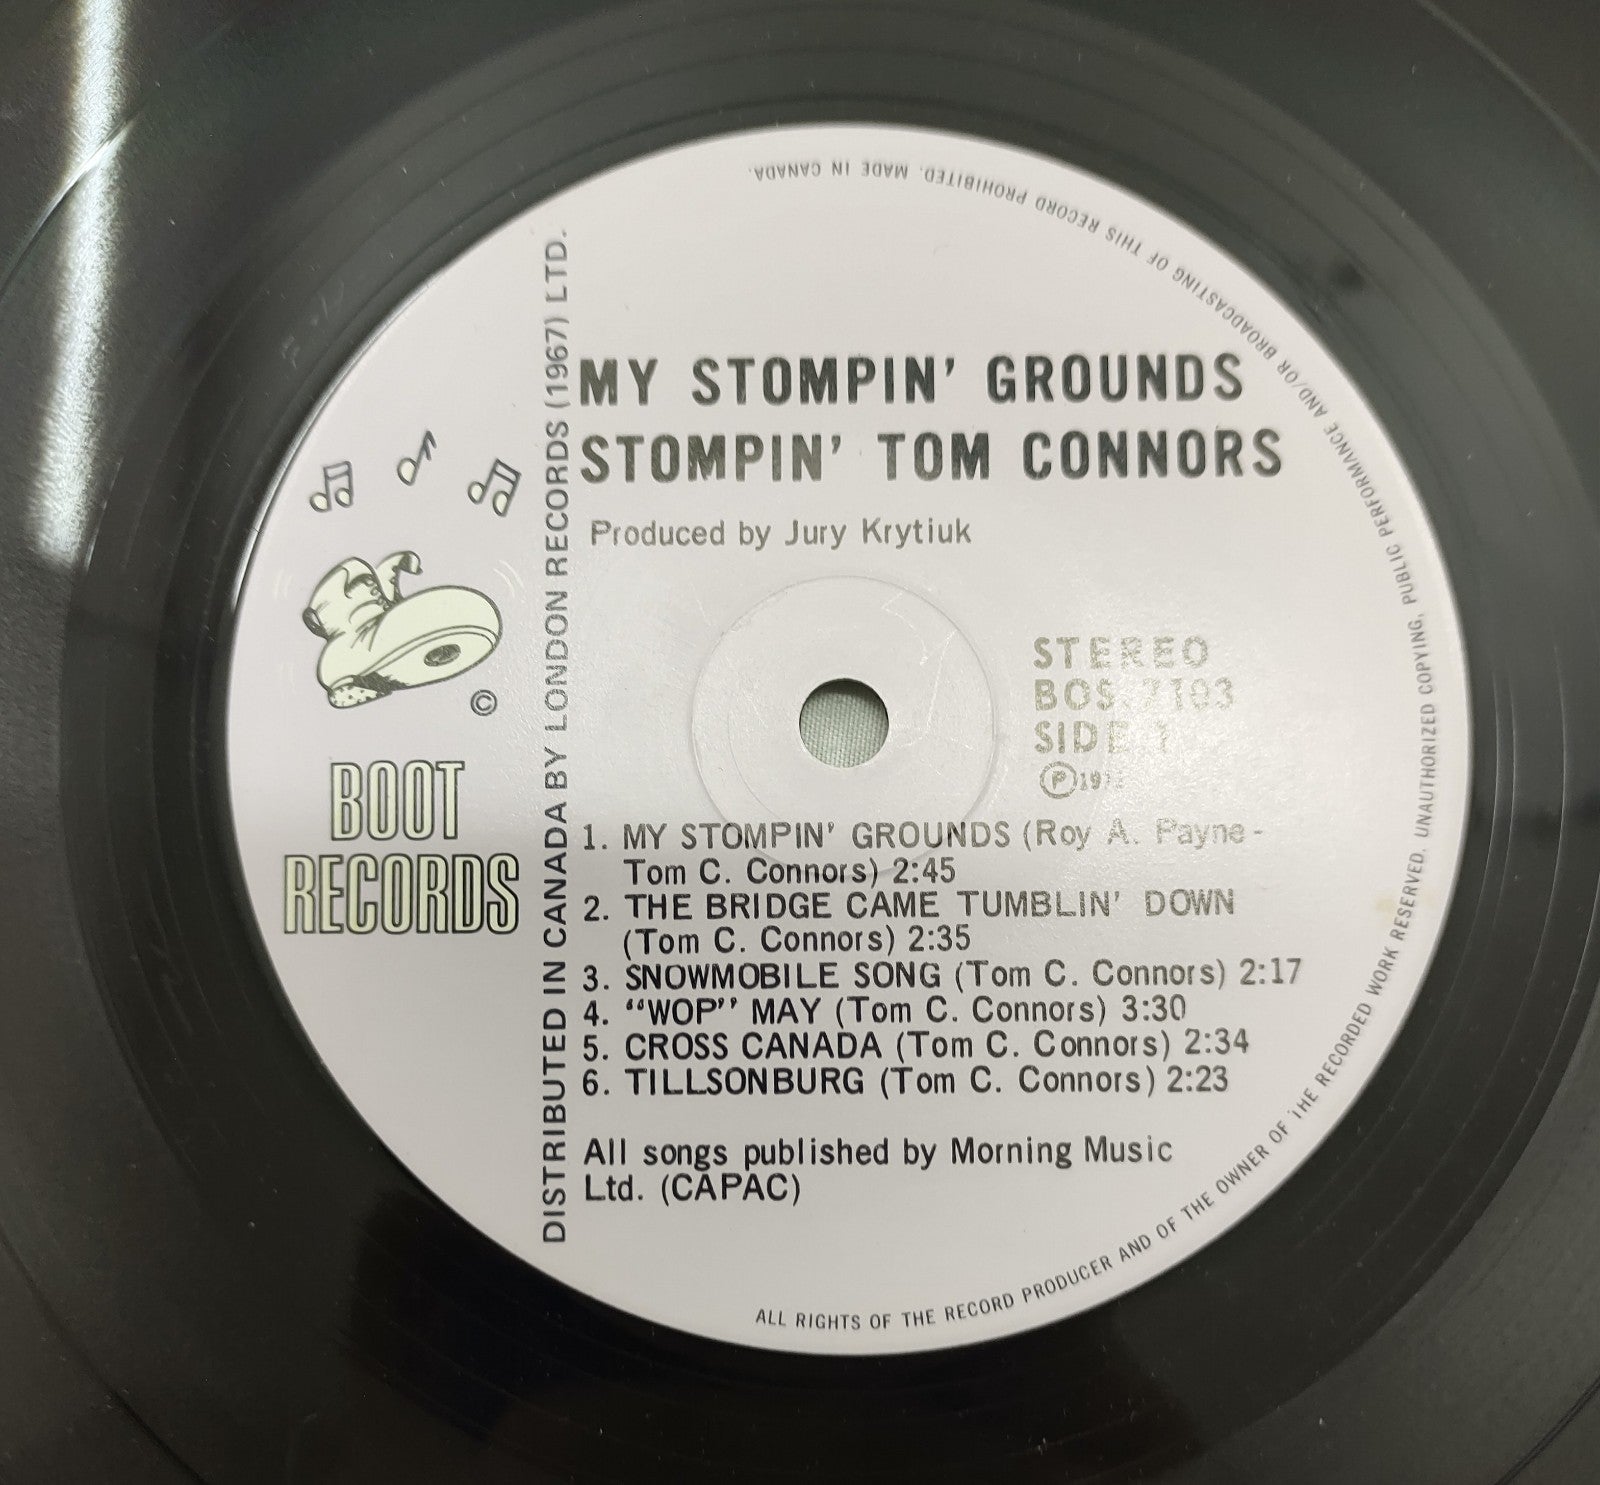 MY STOMPIN' GROUNDS
STOMPIN' TOM CONNORS
Produced by Jury Krytiuk
STEREO
BOS 7103
SIDE 1
Ⓟ
1. MY STOMPIN' GROUNDS (Roy A. Payne -
Tom C. Connors) 2:45
2. THE BRIDGE CAME TUMBLIN' DOWN
(Tom C. Connors) 2:35
3. SNOWMOBILE SONG (Tom C. Connors) 2:17
4. “WOP” MAY (Tom C. Connors) 3:30
5. CROSS CANADA (Tom C. Connors) 2:34
6. TILLSONBURG (Tom C. Connors) 2:23
All songs published by Morning Music
Ltd. (CAPAC)
DISTRIBUTED IN CANADA BY LONDON RECORDS (1967) LTD.
©
BOOT
RECORDS
ALL RIGHTS OF THE RECORD PRODUCER AND OF THE OWNER OF THE RECORDED WORK RESERVED. UNAUTHORIZED COPYING, PUBLIC PERFORMANCE AND/OR BROADCASTING OF THIS RECORD PROHIBITED. MADE IN CANADA.